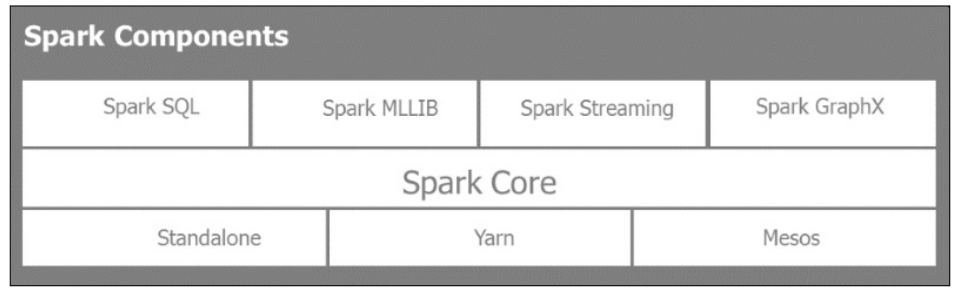 Spark Components
Spark SQL Spark MLLIB Spark Streaming Spark GraphX
Spark Core
Standalone Yarn Mesos